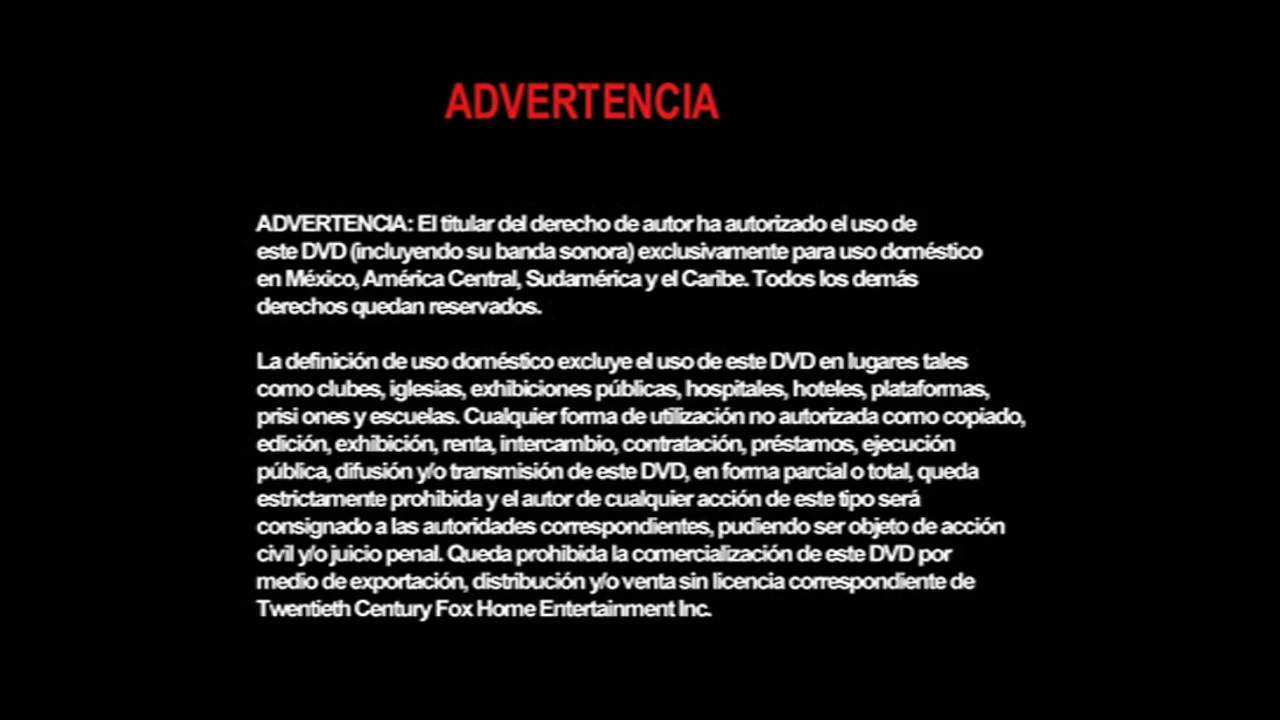 ADVERTENCIA
ADVERTENCIA: El titular del derecho de autor ha autorizado el uso de
este DVD (incluyendo su banda sonora) exclusivamente para uso doméstico
en México, América Central, Sudamérica y el Caribe. Todos los demás
derechos quedan reservados.
La definición de uso doméstico excluye el uso de este DVD en lugares tales
como clubes, iglesias, exhibiciones públicas, hospitales, hoteles, plataformas,
prisi ones y escuelas. Cualquier forma de utilización no autorizada como copiado,
edición, exhibición, renta, intercambio, contratación, préstamos, ejecución
pública, difusión y/o transmisión de este DVD, en forma parcial o total, queda
estrictamente prohibida y el autor de cualquier acción de este tipo será
consignado a las autoridades correspondientes, pudiendo ser objeto de acción
civil y/o juicio penal. Queda prohibida la comercialización de este DVD por
medio de exportación, distribución y/o venta sin licencia correspondiente de
Twentieth Century Fox Home Entertainment Inc.